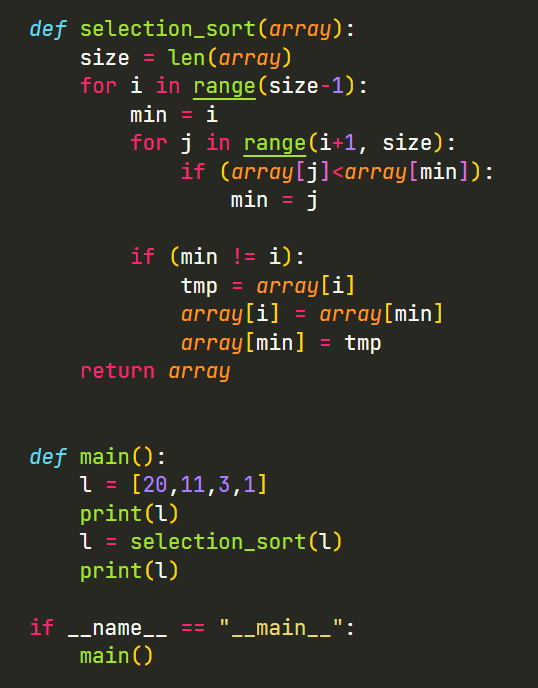 def selection_sort(array):
    size = len(array)
    for i in range(size-1):
        min = i
        for j in range(i+1, size):
            if (array[j]<array[min]):
                min = j

        if (min != i):
            tmp = array[i]
            array[i] = array[min]
            array[min] = tmp
    return array


def main():
    l = [20,11,3,1]
    print(l)
    l = selection_sort(l)
    print(l)

if __name__ == "__main__":
    main()